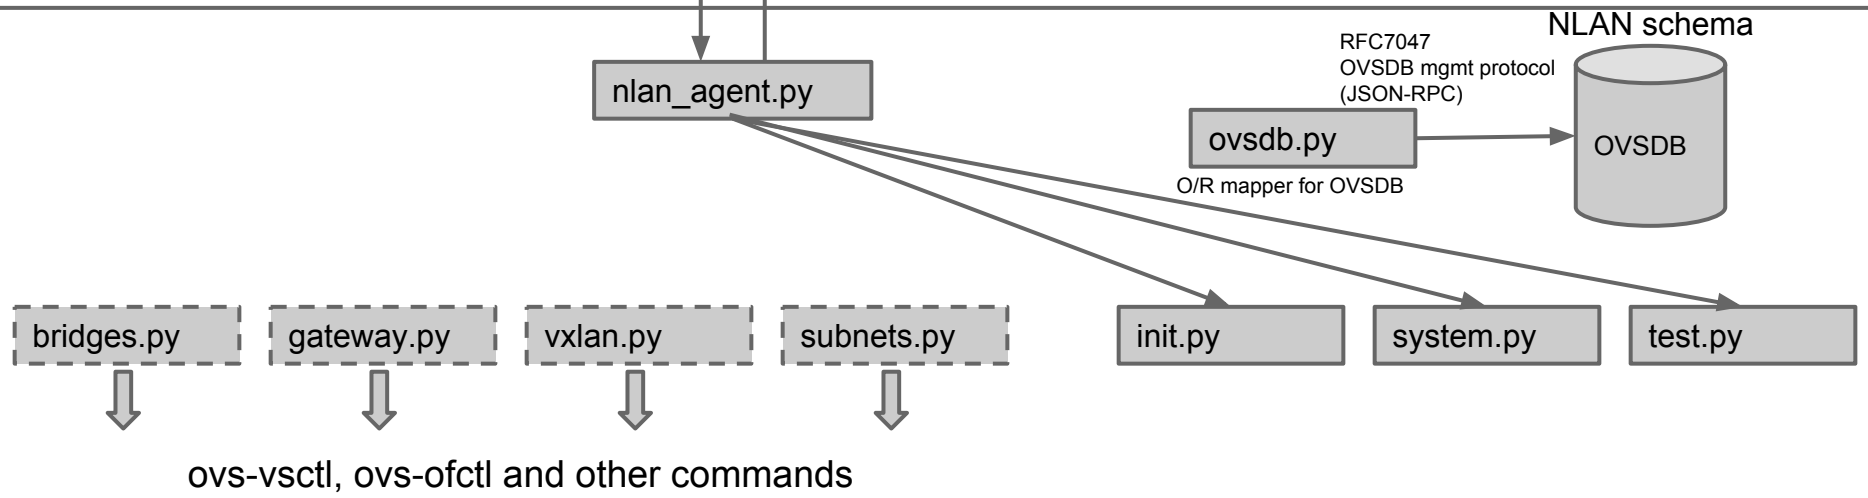 NLAN schema
RFC7047
OVSDB mgmt protocol
(JSON-RPC)
nlan_agent.py
ovsdb.py
OVSDB
O/R mapper for OVSDB
bridges.py
gateway.py
vxlan.py
subnets.py
init.py
system.py
test.py
ovs-vsctl, ovs-ofctl and other commands